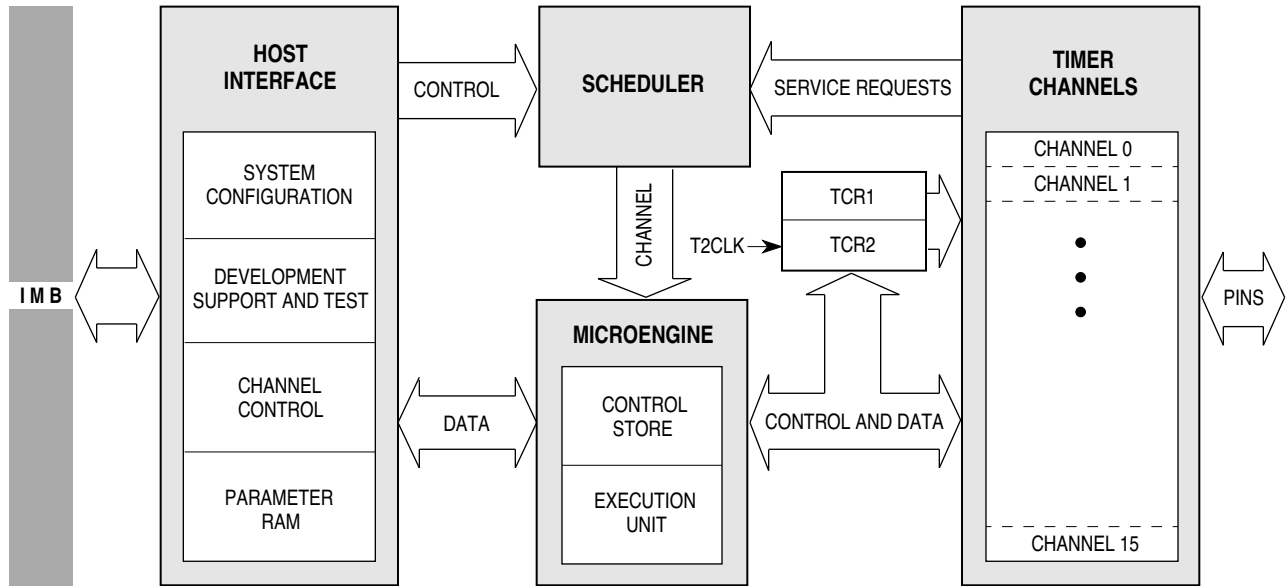 IMB
HOST
INTERFACE
SYSTEM
CONFIGURATION
DEVELOPMENT
SUPPORT AND TEST
CHANNEL
CONTROL
PARAMETER
RAM
CONTROL
DATA
SCHEDULER
CHANNEL
MICROENGINE
CONTROL
STORE
EXECUTION
UNIT
SERVICE REQUESTS
TCR1
T2CLK
TCR2
CONTROL AND DATA
TIMER
CHANNELS
CHANNEL 0
CHANNEL 1
CHANNEL 15
PINS